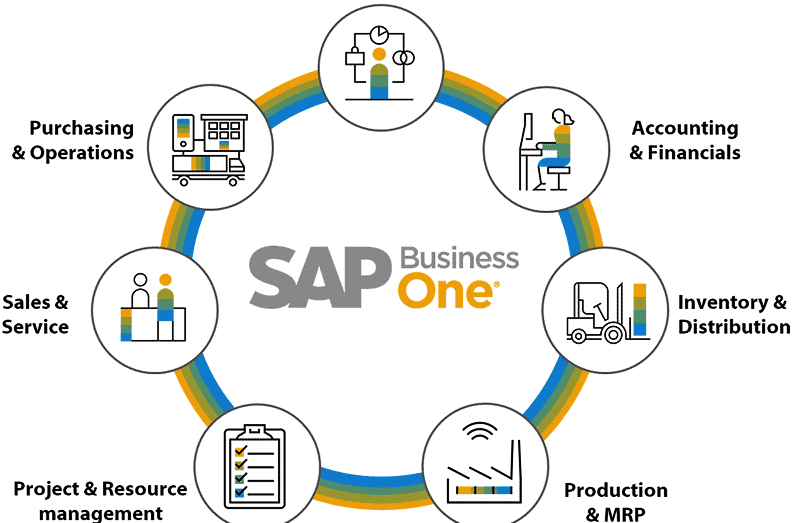 Purchasing
& Operations
Accounting
& Financials
Sales &
Service
SAP Business One®
Inventory &
Distribution
Project & Resource
management
Production
& MRP